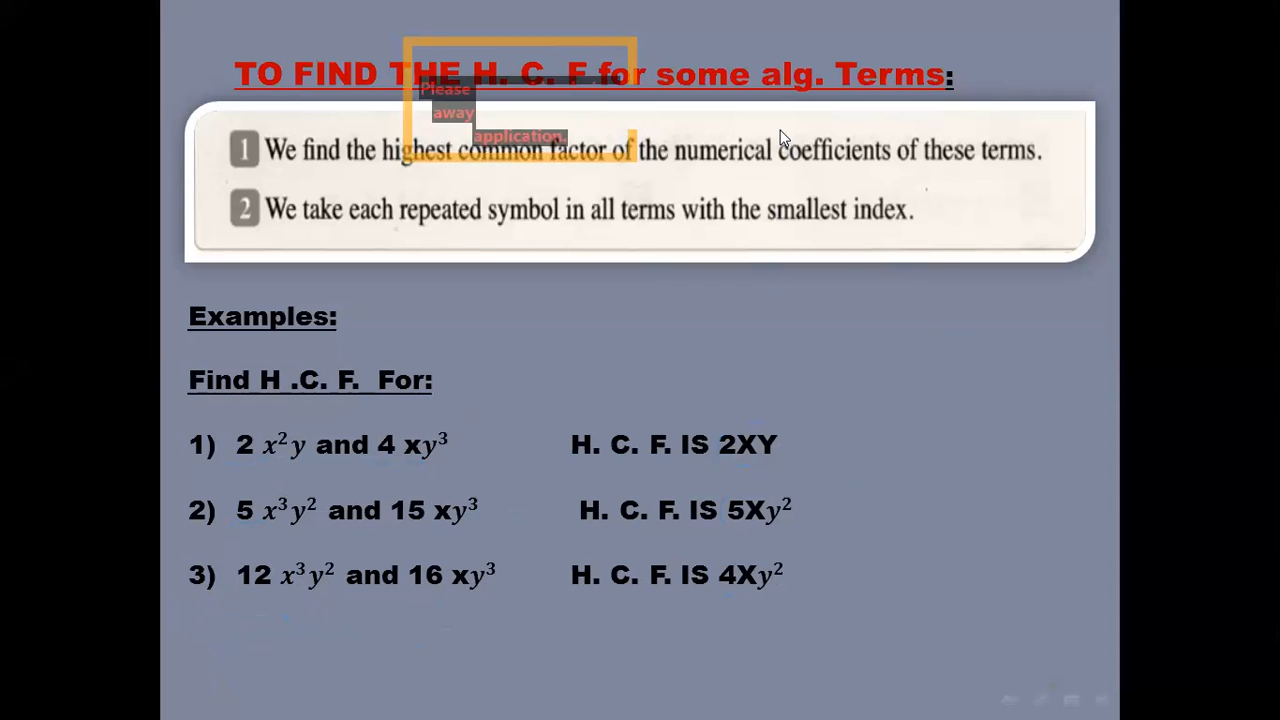 TO FIND THE H. C. F for some alg. Terms:
Please
away
application.
1 We find the highest common factor of the numerical coefficients of these terms.
2 We take each repeated symbol in all terms with the smallest index.
Examples:
Find H .C. F. For:
1) 2 x²y and 4 xy³ H. C. F. IS 2XY
2) 5 x³y² and 15 xy³ H. C. F. IS 5Xy²
3) 12 x³y² and 16 xy³ H. C. F. IS 4Xy²